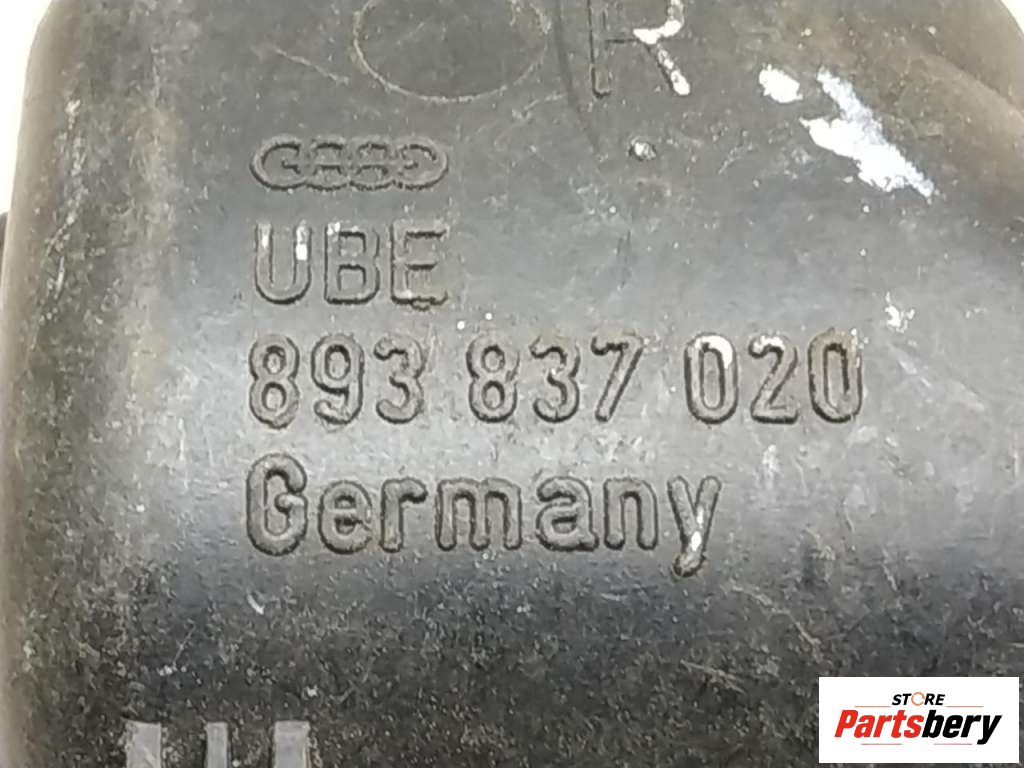 R
UBE
893 837 020
Germany
STORE
Partsbery